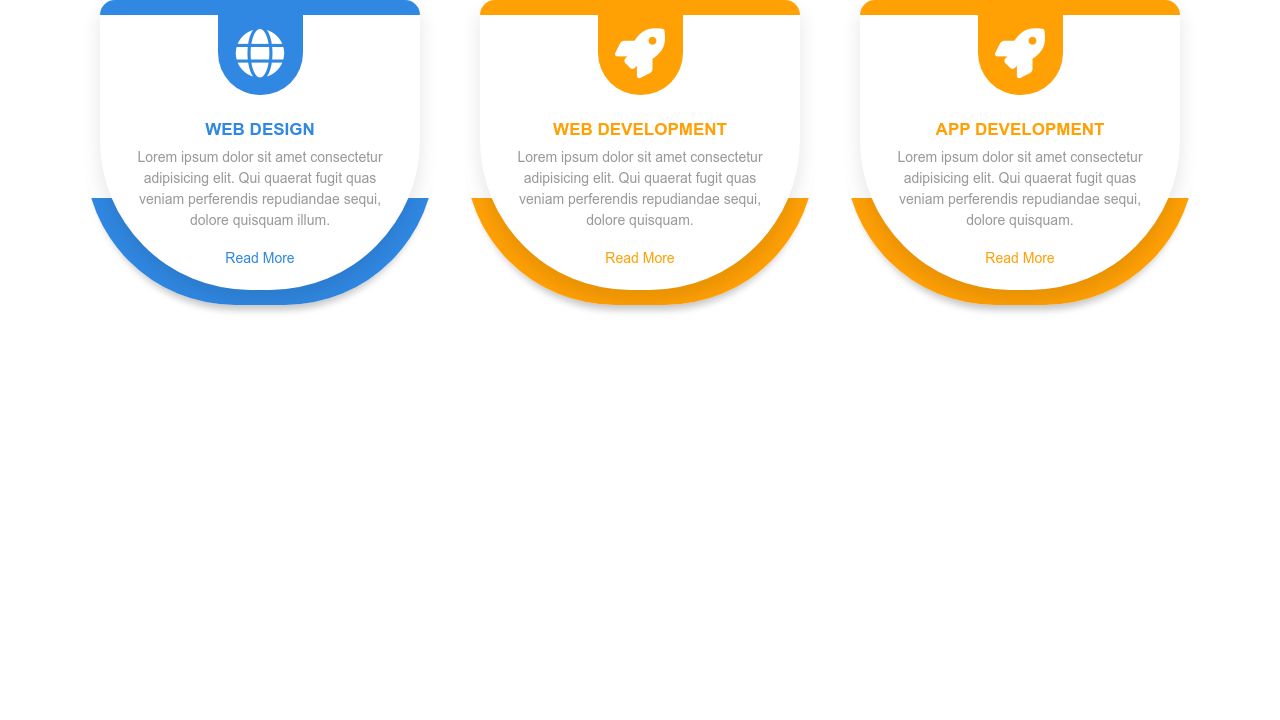 WEB DESIGN
Lorem ipsum dolor sit amet consectetur
adipisicing elit. Qui quaerat fugit quas
veniam perferendis repudiandae sequi,
dolore quisquam illum.
Read More
WEB DEVELOPMENT
Lorem ipsum dolor sit amet consectetur
adipisicing elit. Qui quaerat fugit quas
veniam perferendis repudiandae sequi,
dolore quisquam.
Read More
APP DEVELOPMENT
Lorem ipsum dolor sit amet consectetur
adipisicing elit. Qui quaerat fugit quas
veniam perferendis repudiandae sequi,
dolore quisquam.
Read More